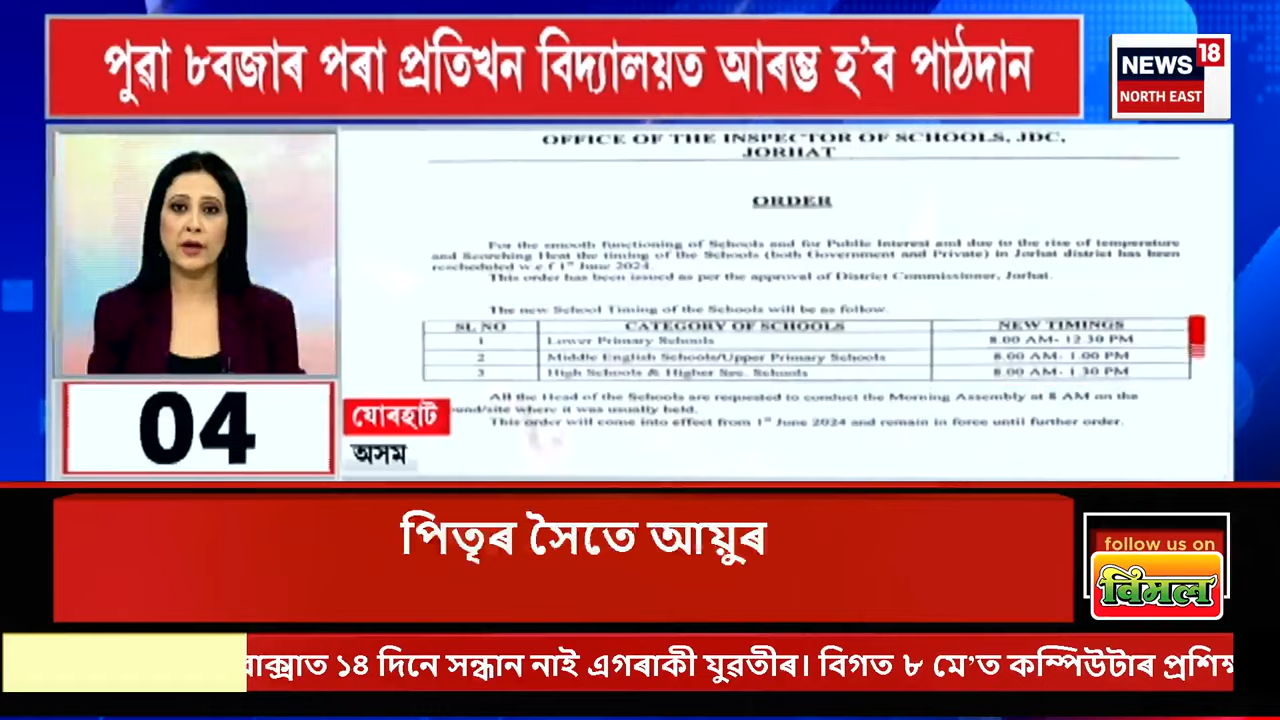 পুৱা ৮বজাৰ পৰা প্ৰতিখন বিদ্যালয়ত আৰম্ভ হ’ব পাঠদান
NEWS 18
NORTH EAST
OFFICE OF THE INSPECTOR OF SCHOOLS, JDC,
JORHAT
ORDER
For the smooth functioning of Schools and for Public Interest and due to the rise of temperature
and Scorching Heat the timing of the Schools (both Government and Private) in Jorhat district has been
rescheduled w.e.f 1st June 2024.
This order has been issued as per the approval of District Commissioner, Jorhat.
The new School Timing of the Schools will be as follow.
SL NO CATEGORY OF SCHOOLS NEW TIMINGS
1 Lower Primary Schools 8.00 AM- 12.30 PM
2 Middle English Schools/Upper Primary Schools 8.00 AM- 1.00 PM
3 High Schools & Higher Sec. Schools 8.00 AM- 1.30 PM
All the Head of the Schools are requested to conduct the Morning Assembly at 8 AM on the
where it was usually held.
This order will come into effect from 1st June 2024 and remain in force until further order.
04
যোৰহাট
অসম
পিতৃৰ সৈতে আয়ুৰ
follow us on
বিমল
১৪ দিনে সন্ধান নাই এগৰাকী যুৱতীৰ। বিগত ৮ মে’ত কম্পিউটাৰ